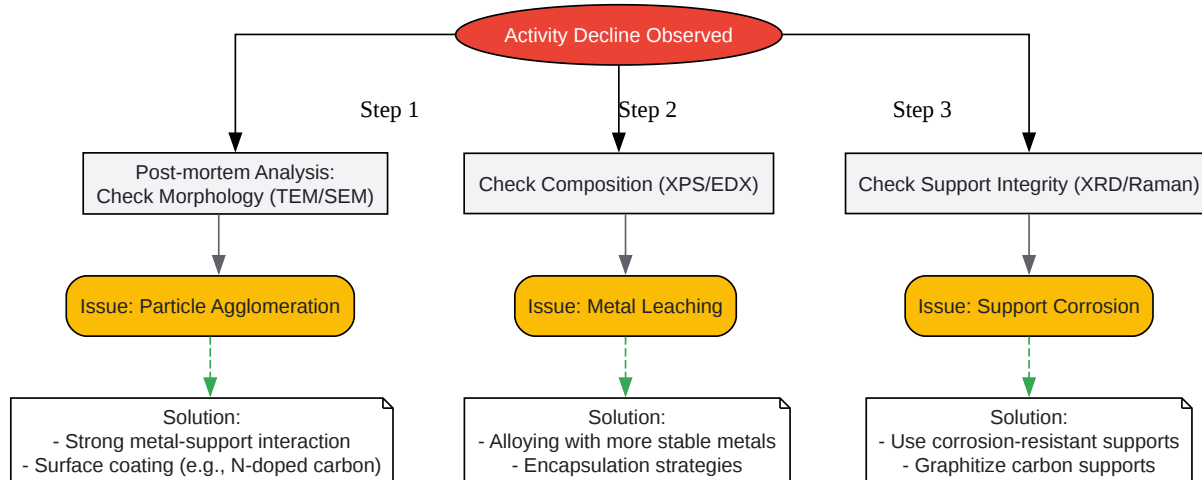 Activity Decline Observed
Step 1
Step 2
Step 3
Post-mortem Analysis:
Check Morphology (TEM/SEM)
Check Composition (XPS/EDX)
Check Support Integrity (XRD/Raman)
Issue: Particle Agglomeration
Issue: Metal Leaching
Issue: Support Corrosion
Solution:
- Strong metal-support interaction
- Surface coating (e.g., N-doped carbon)
Solution:
- Alloying with more stable metals
- Encapsulation strategies
Solution:
- Use corrosion-resistant supports
- Graphitize carbon supports